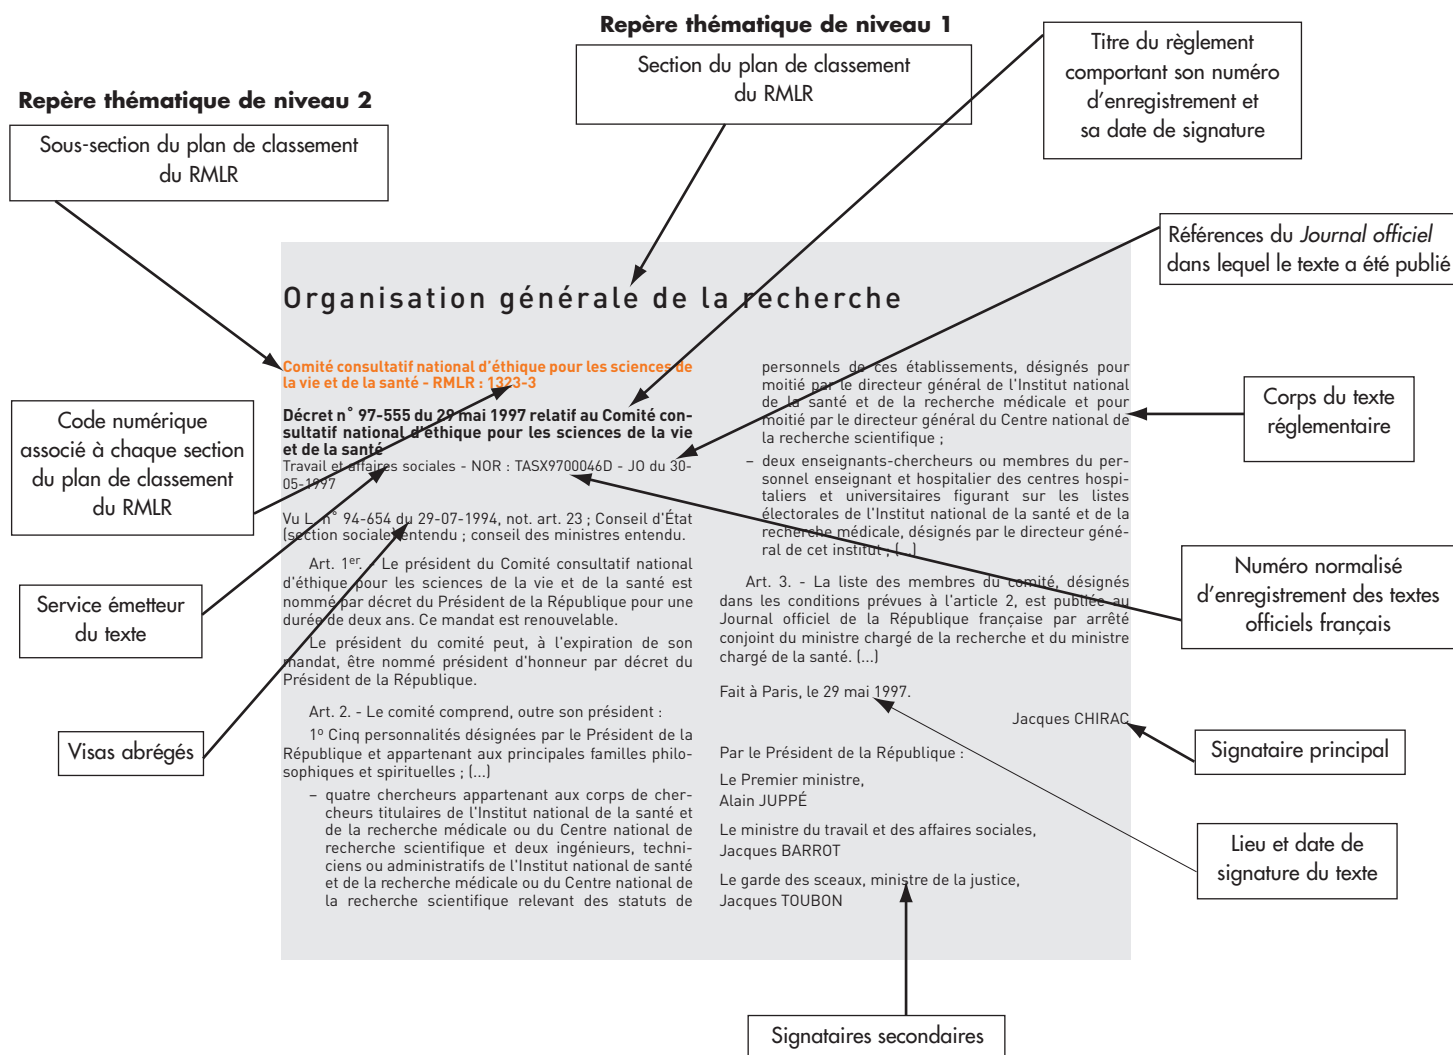 Repère thématique de niveau 1
Section du plan de classement
du RMLR
Titre du règlement
comportant son numéro
d'enregistrement et
sa date de signature
Repère thématique de niveau 2
Sous-section du plan de classement
du RMLR
Références du Journal officiel
dans lequel le texte a été publié
Organisation générale de la recherche
Comité consultatif national d'éthique pour les sciences de
la vie et de la santé - RMLR : 1323-3
Décret n° 97-555 du 29 mai 1997 relatif au Comité con-
sultatif national d'éthique pour les sciences de la vie
et de la santé
Travail et affaires sociales - NOR : TASX9700046D - JO du 30-
05-1997
Vu L. n° 94-654 du 29-07-1994, not. art. 23 ; Conseil d'État
(section sociale) entendu ; conseil des ministres entendu.
Art. 1er. - Le président du Comité consultatif national
d'éthique pour les sciences de la vie et de la santé est
nommé par décret du Président de la République pour une
durée de deux ans. Ce mandat est renouvelable.
Le président du comité peut, à l'expiration de son
mandat, être nommé président d'honneur par décret du
Président de la République.
Art. 2. - Le comité comprend, outre son président :
1º Cinq personnalités désignées par le Président de la
République et appartenant aux principales familles philo-
sophiques et spirituelles ; (...)
– quatre chercheurs appartenant aux corps de cher-
cheurs titulaires de l'Institut national de la santé et
de la recherche médicale ou du Centre national de
recherche scientifique et deux ingénieurs, techni-
ciens ou administratifs de l'Institut national de santé
et de la recherche médicale ou du Centre national de
la recherche scientifique relevant des statuts de
personnels de ces établissements, désignés pour
moitié par le directeur général de l'Institut national
de la santé et de la recherche médicale et pour
moitié par le directeur général du Centre national de
la recherche scientifique ;
– deux enseignants-chercheurs ou membres du per-
sonnel enseignant et hospitalier des centres hospi-
taliers et universitaires figurant sur les listes
électorales de l'Institut national de la santé et de la
recherche médicale, désignés par le directeur géné-
ral de cet institut ; (...)
Art. 3. - La liste des membres du comité, désignés
dans les conditions prévues à l'article 2, est publiée au
Journal officiel de la République française par arrêté
conjoint du ministre chargé de la recherche et du ministre
chargé de la santé. (...)
Fait à Paris, le 29 mai 1997.
Jacques CHIRAC
Par le Président de la République :
Le Premier ministre,
Alain JUPPÉ
Le ministre du travail et des affaires sociales,
Jacques BARROT
Le garde des sceaux, ministre de la justice,
Jacques TOUBON
Code numérique
associé à chaque section
du plan de classement
du RMLR
Service émetteur
du texte
Visas abrégés
Corps du texte
réglementaire
Numéro normalisé
d'enregistrement des textes
officiels français
Signataire principal
Lieu et date de
signature du texte
Signataires secondaires